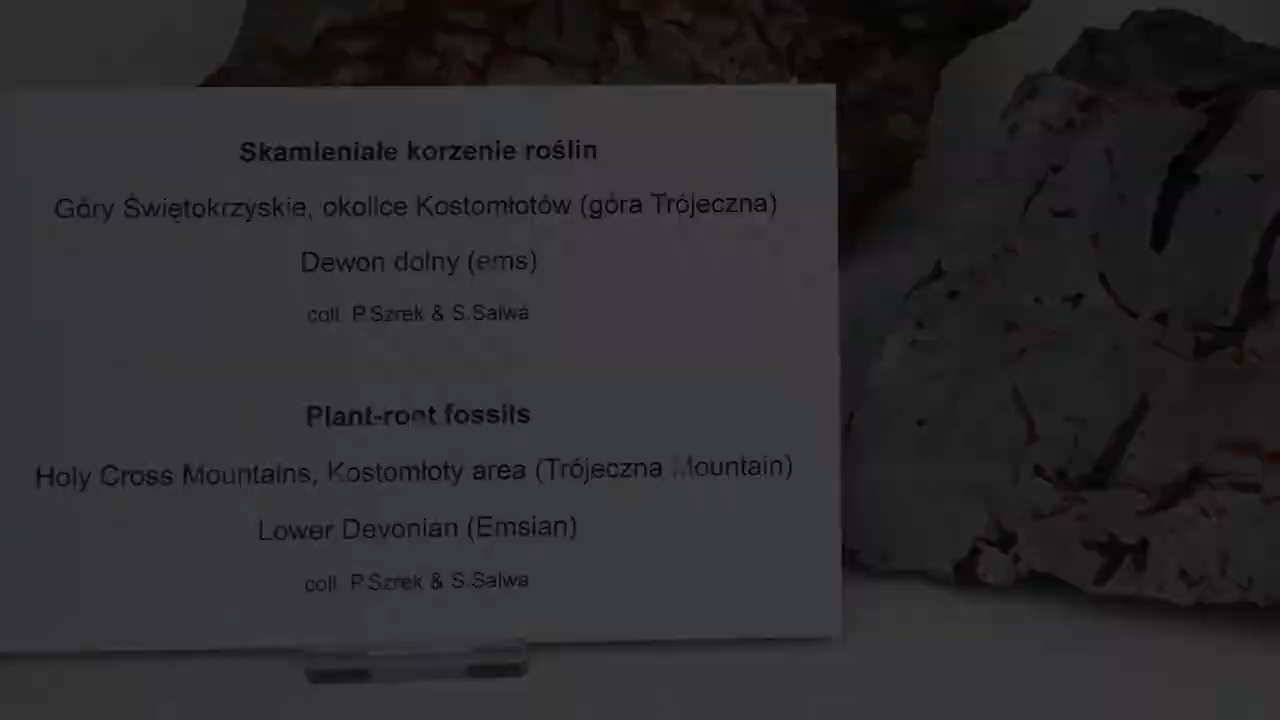 Skamieniałe korzenie roślin
Góry Świętokrzyskie, okolice Kostomłotów (góra Trójeczna)
Dewon dolny (ems)
coll. P.Szrek & S.Salwa
Plant-root fossils
Holy Cross Mountains, Kostomłoty area (Trójeczna Mountain)
Lower Devonian (Emsian)
coll. P.Szrek & S.Salwa